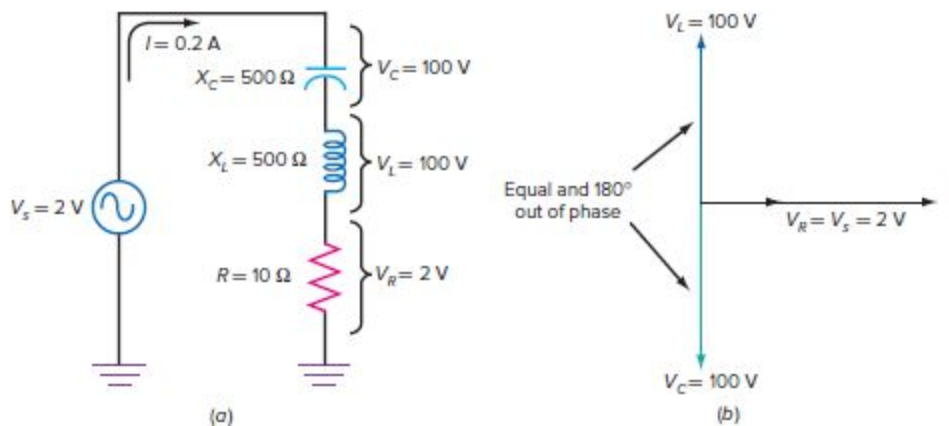 I = 0.2 A
X_C = 500 Ω
V_C = 100 V
X_L = 500 Ω
V_L = 100 V
V_s = 2 V
R = 10 Ω
V_R = 2 V
(a)
V_L = 100 V
Equal and 180°
out of phase
V_R = V_s = 2 V
V_C = 100 V
(b)